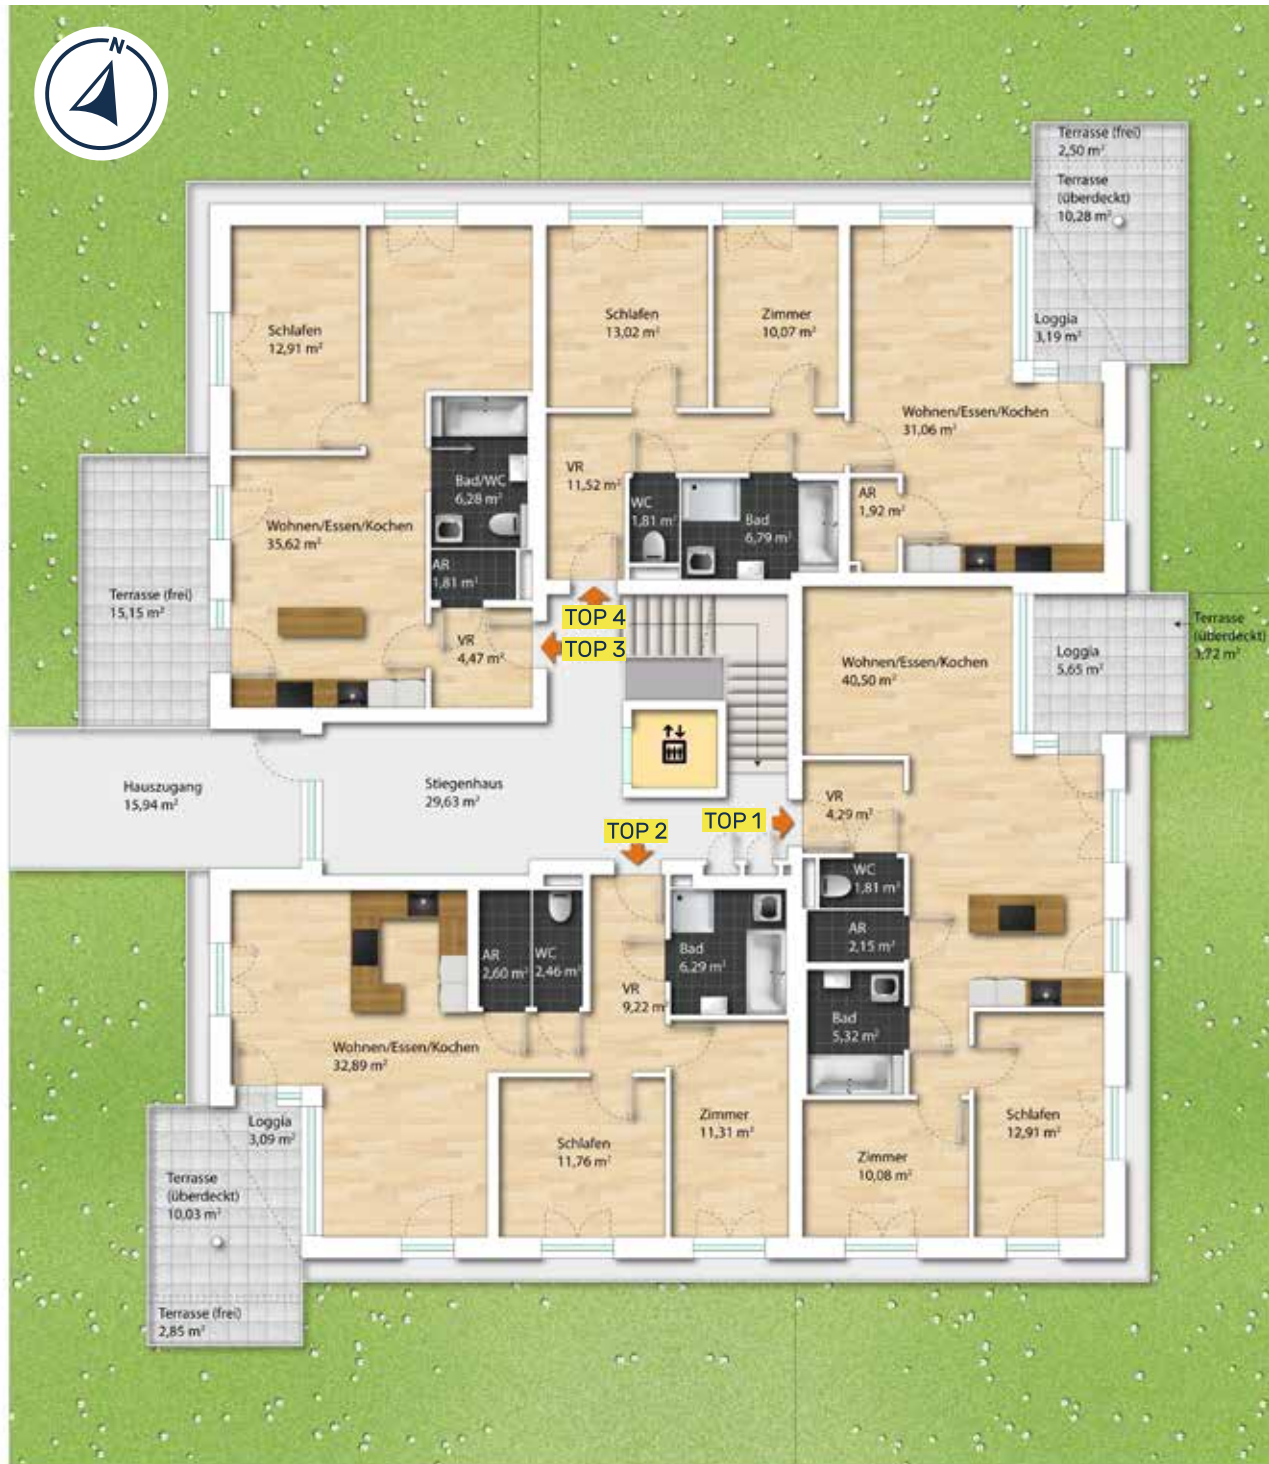 N
Terrasse (frei)
2,50 m²
Terrasse
(überdeckt)
10,28 m²
Loggia
3,19 m²
Schlafen
12,91 m²
Schlafen
13,02 m²
Zimmer
10,07 m²
Wohnen/Essen/Kochen
31,06 m²
VR
11,52 m²
Bad/WC
6,28 m²
WC
1,81 m²
Bad
6,79 m²
AR
1,92 m²
Wohnen/Essen/Kochen
35,62 m²
AR
1,81 m²
Terrasse (frei)
15,15 m²
VR
4,47 m²
TOP 4
TOP 3
Wohnen/Essen/Kochen
40,50 m²
Loggia
5,65 m²
Terrasse
(überdeckt)
3,72 m²
Hauszugang
15,94 m²
Stiegenhaus
29,63 m²
TOP 2
TOP 1
VR
4,29 m²
WC
1,81 m²
AR
2,15 m²
AR
2,60 m²
WC
2,46 m²
VR
9,22 m²
Bad
6,29 m²
Bad
5,32 m²
Wohnen/Essen/Kochen
32,89 m²
Loggia
3,09 m²
Schlafen
11,76 m²
Zimmer
11,31 m²
Zimmer
10,08 m²
Schlafen
12,91 m²
Terrasse
(überdeckt)
10,03 m²
Terrasse (frei)
2,85 m²